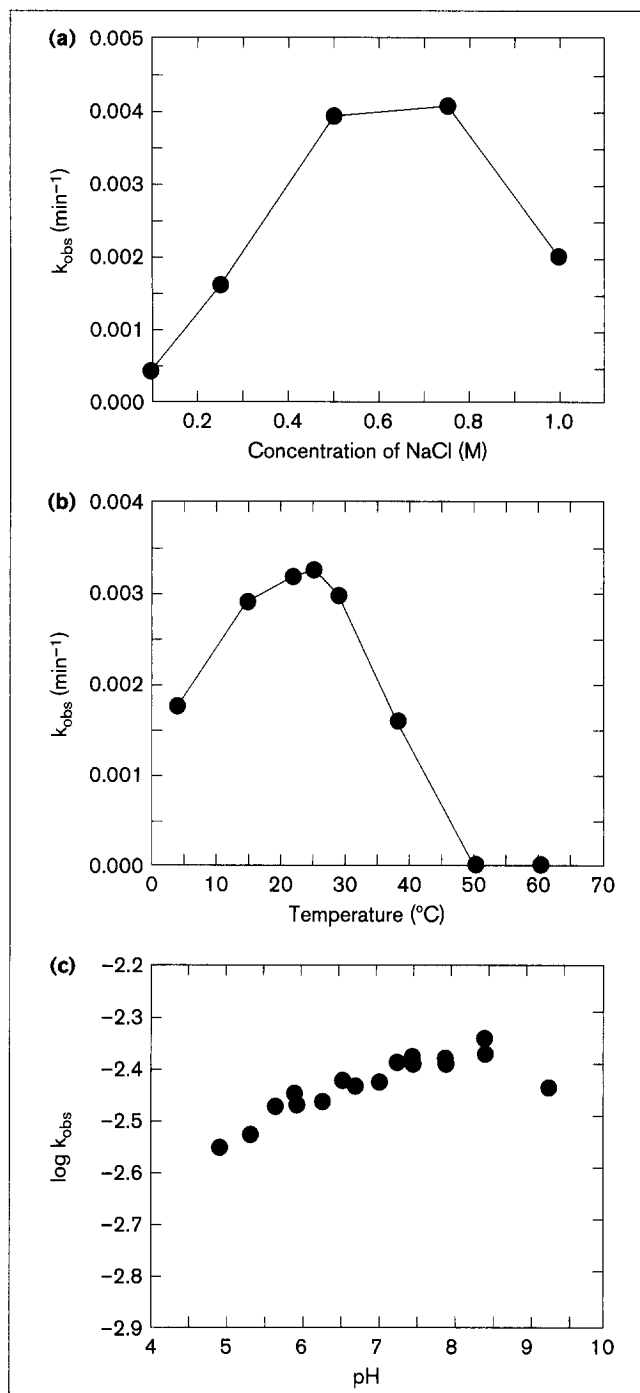 (a)
0.005
0.004
0.003
0.002
0.001
0.000
k_obs (min⁻¹)
0.2 0.4 0.6 0.8 1.0
Concentration of NaCl (M)
(b)
0.004
0.003
0.002
0.001
0.000
k_obs (min⁻¹)
0 10 20 30 40 50 60 70
Temperature (°C)
(c)
−2.2
−2.3
−2.4
−2.5
−2.6
−2.7
−2.8
−2.9
log k_obs
4 5 6 7 8 9 10
pH